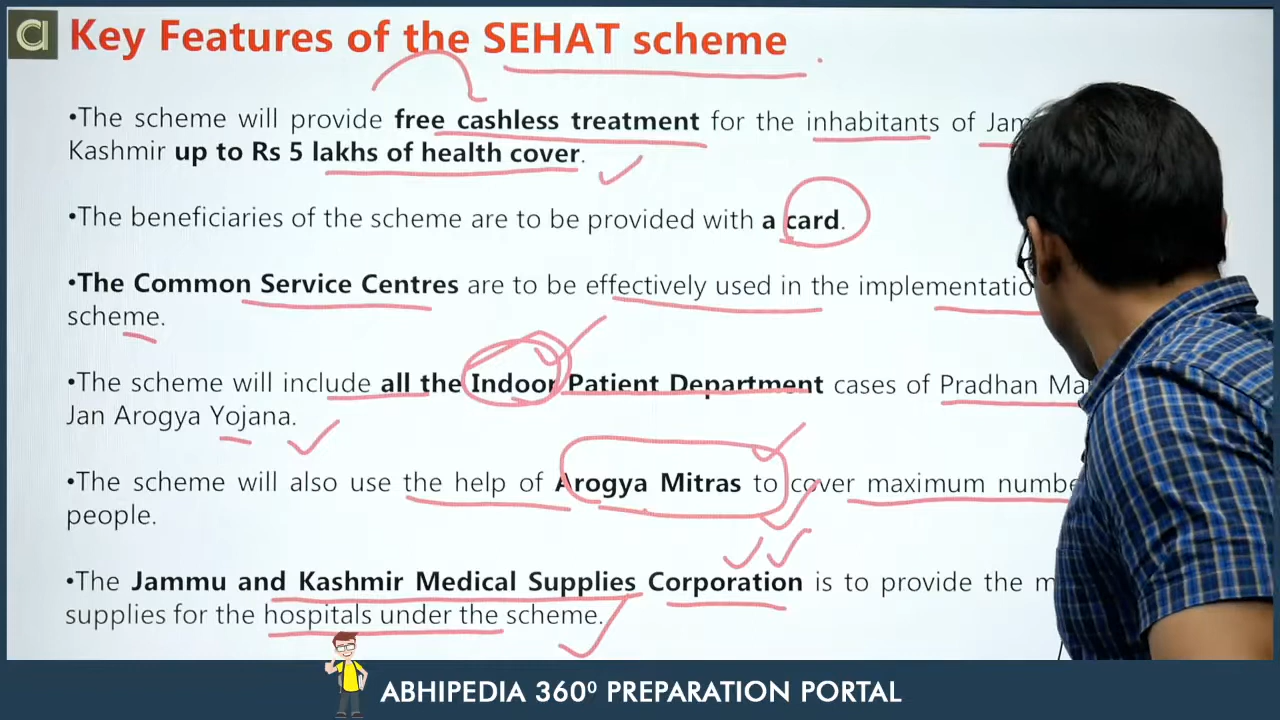 Key Features of the SEHAT scheme
•The scheme will provide free cashless treatment for the inhabitants of
Kashmir up to Rs 5 lakhs of health cover.
•The beneficiaries of the scheme are to be provided with a card.
•The Common Service Centres are to be effectively used in the
scheme.
•The scheme will include all the Indoor Patient Department cases of Pradhan
Jan Arogya Yojana.
•The scheme will also use the help of Arogya Mitras to cover maximum
people.
•The Jammu and Kashmir Medical Supplies Corporation is to provide the
supplies for the hospitals under the scheme.
ABHIPEDIA 360⁰ PREPARATION PORTAL